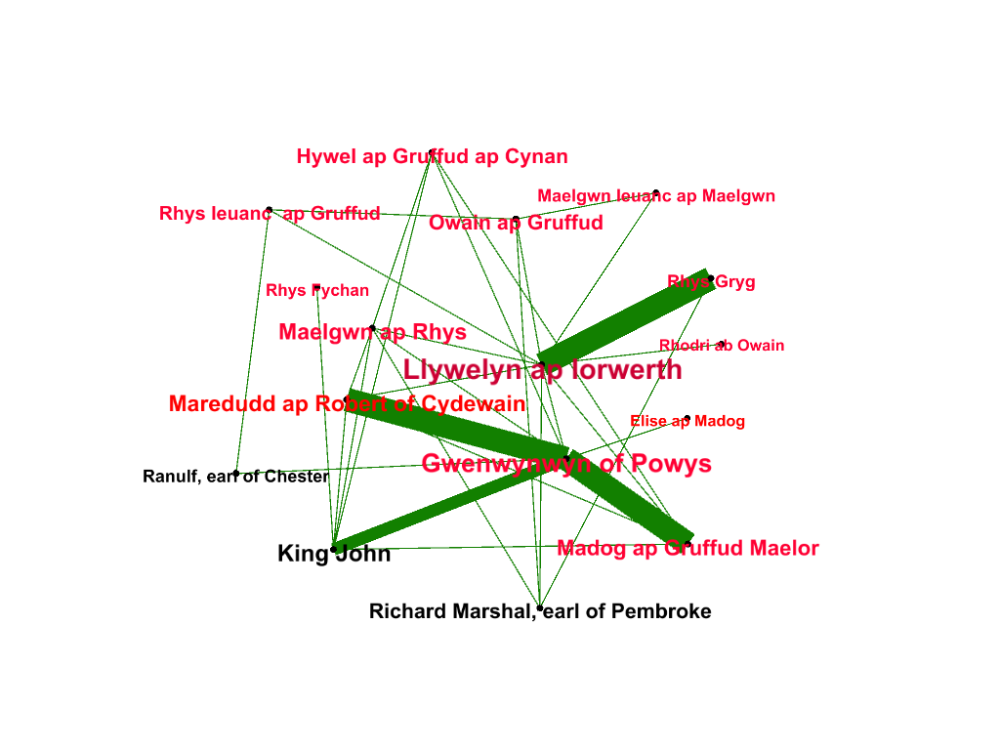 Hywel ap Gruffud ap Cynan
Maelgwn Ieuanc ap Maelgwn
Rhys Ieuanc ap Gruffud
Owain ap Gruffud
Rhys Gryg
Rhys Fychan
Maelgwn ap Rhys
Rhodri ab Owain
Llywelyn ap Iorwerth
Maredudd ap Robert of Cydewain
Elise ap Madog
Gwenwynwyn of Powys
Ranulf, earl of Chester
Madog ap Gruffud Maelor
King John
Richard Marshal, earl of Pembroke